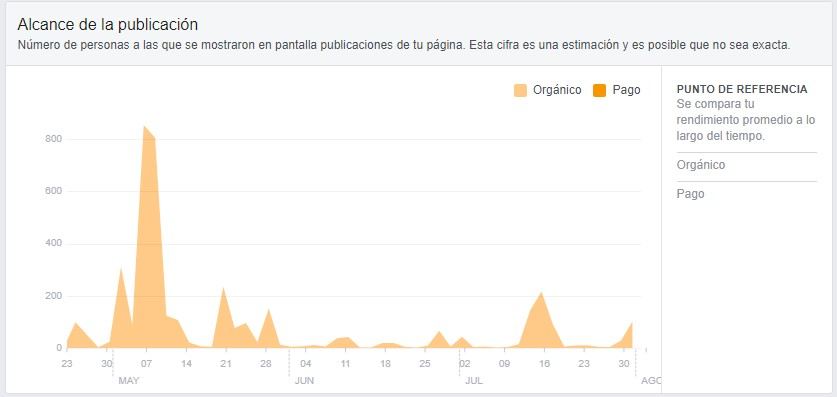 Alcance de la publicación
Número de personas a las que se mostraron en pantalla publicaciones de tu página. Esta cifra es una estimación y es posible que no sea exacta.
Orgánico Pago
800
600
400
200
0
23 30 07 14 21 28 04 11 18 25 02 09 16 23 30
MAY JUN JUL AGO
PUNTO DE REFERENCIA
Se compara tu
rendimiento promedio a lo
largo del tiempo.
Orgánico
Pago